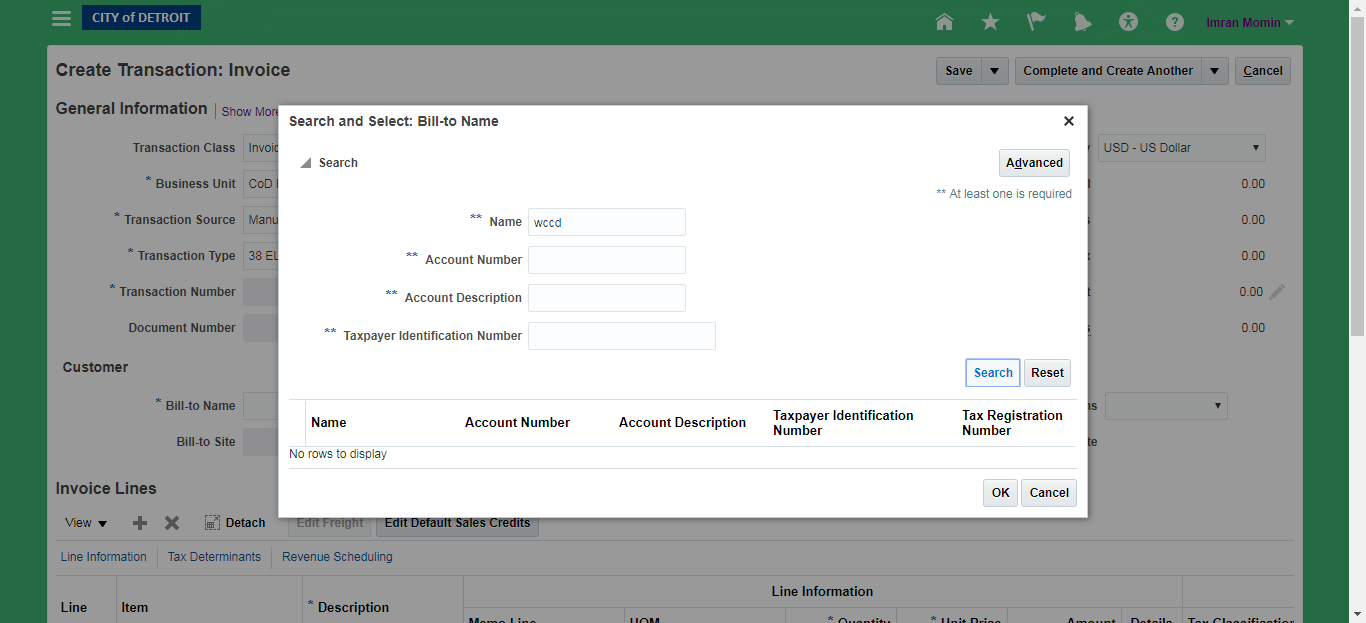 CITY of DETROIT
Imran Momin
Create Transaction: Invoice
Save
Complete and Create Another
Cancel
General Information
Show More
Search and Select: Bill-to Name
Transaction Class
Invoic
USD - US Dollar
Search
Advanced
* Business Unit
CoD
0.00
** At least one is required
* Transaction Source
Manu
** Name
wccd
0.00
* Transaction Type
38 EL
** Account Number
0.00
* Transaction Number
** Account Description
0.00
Document Number
** Taxpayer Identification Number
0.00
Customer
Search
Reset
* Bill-to Name
Name
Account Number
Account Description
Taxpayer Identification Number
Tax Registration Number
Bill-to Site
No rows to display
Invoice Lines
OK
Cancel
View
Detach
Edit Freight
Edit Default Sales Credits
Line Information
Tax Determinants
Revenue Scheduling
Line Information
Line
Item
* Description
Memo Line
UOM
* Quantity
* Unit Price
Amount
Details
Tax Classification